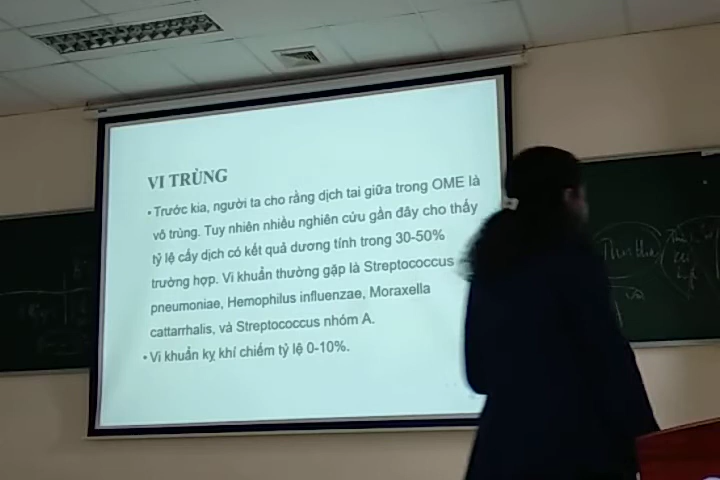 VI TRÙNG
• Trước kia, người ta cho rằng dịch tai giữa trong OME là
vô trùng. Tuy nhiên nhiều nghiên cứu gần đây cho thấy
tỷ lệ cấy dịch có kết quả dương tính trong 30-50%
trường hợp. Vi khuẩn thường gặp là Streptococcus
pneumoniae, Hemophilus influenzae, Moraxella
cattarrhalis, và Streptococcus nhóm A.
• Vi khuẩn kỵ khí chiếm tỷ lệ 0-10%.